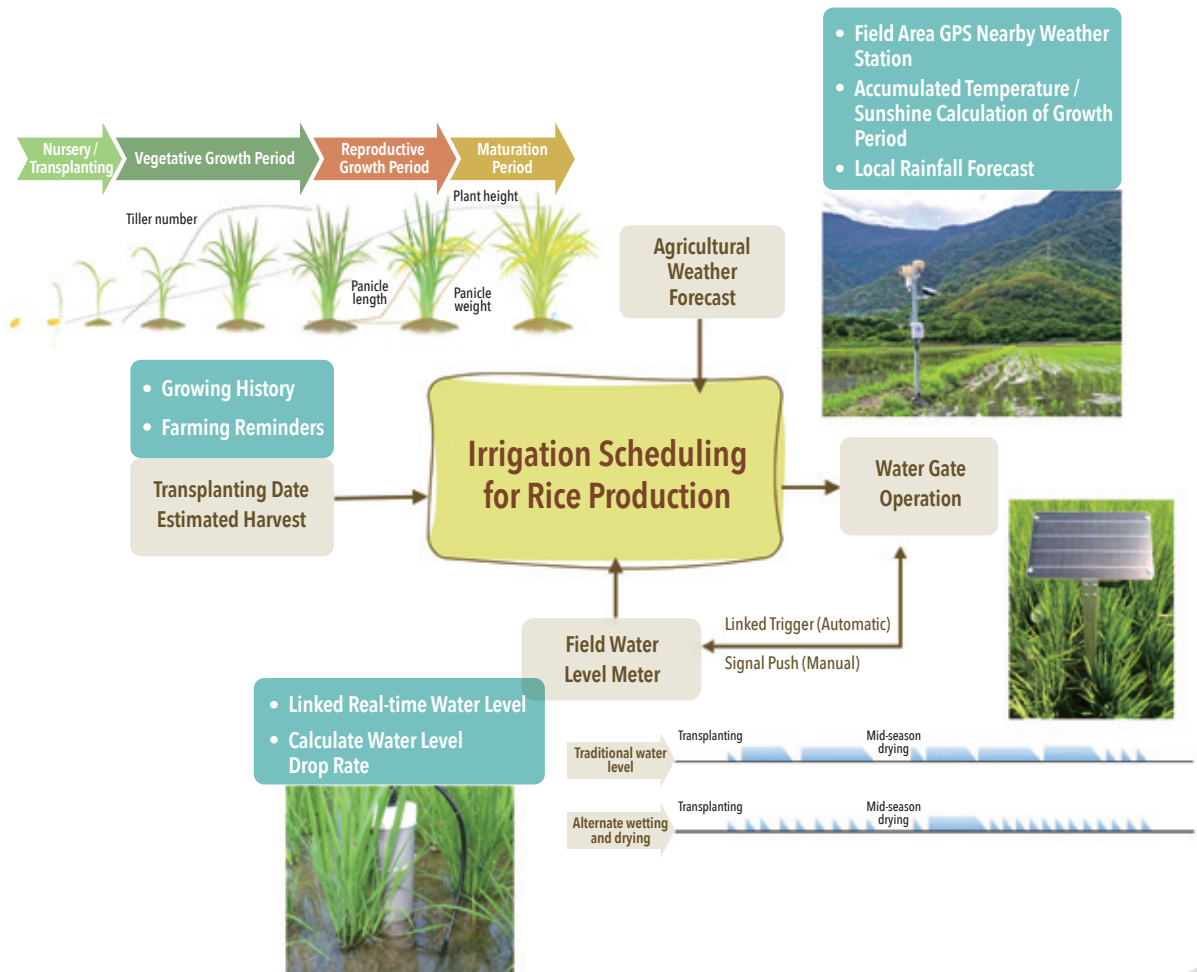 • Field Area GPS Nearby Weather
Station
• Accumulated Temperature /
Sunshine Calculation of Growth
Period
• Local Rainfall Forecast
Nursery /
Transplanting
Vegetative Growth Period
Reproductive
Growth Period
Maturation
Period
Tiller number
Plant height
Panicle
length
Panicle
weight
Agricultural
Weather
Forecast
• Growing History
• Farming Reminders
Transplanting Date
Estimated Harvest
Irrigation Scheduling
for Rice Production
Water Gate
Operation
Field Water
Level Meter
Linked Trigger (Automatic)
Signal Push (Manual)
• Linked Real-time Water Level
• Calculate Water Level
Drop Rate
Traditional water
level
Transplanting
Mid-season
drying
Alternate wetting
and drying
Transplanting
Mid-season
drying